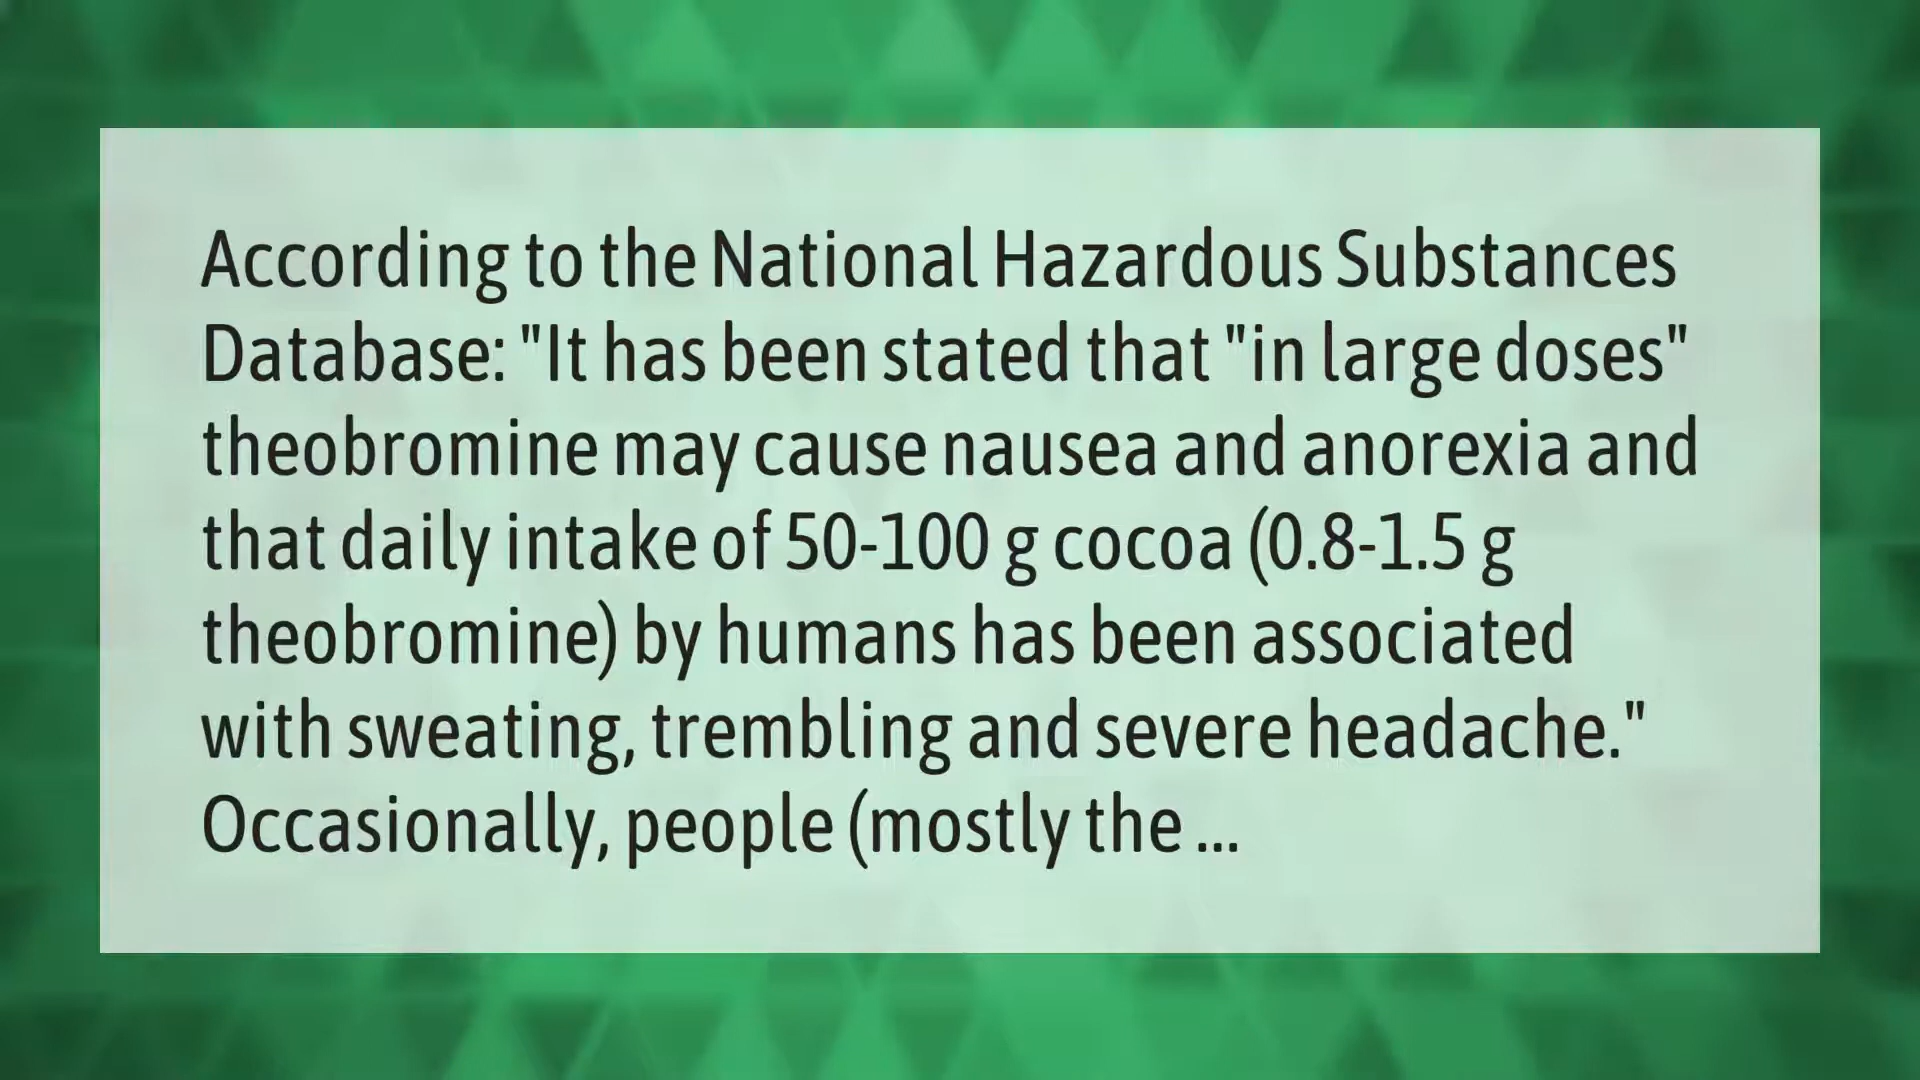 According to the National Hazardous Substances
Database: "It has been stated that "in large doses"
theobromine may cause nausea and anorexia and
that daily intake of 50-100 g cocoa (0.8-1.5 g
theobromine) by humans has been associated
with sweating, trembling and severe headache."
Occasionally, people (mostly the ...